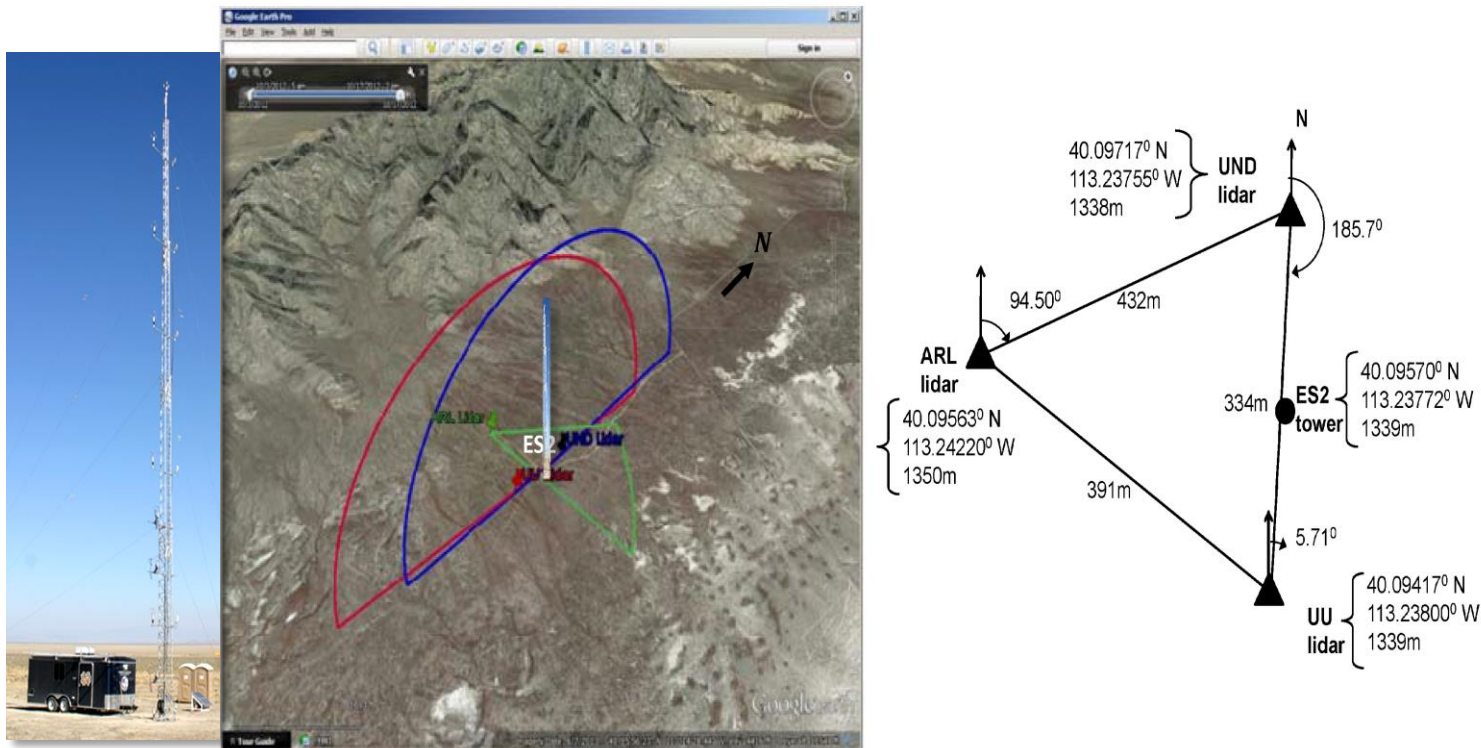 Google Earth Pro
File Edit View Tools Add Help
Sign in
N
ARL Lidar
ES2
UND Lidar
UU Lidar
Google
Tour Guide
N
40.09717⁰ N
113.23755⁰ W
1338m
UND
lidar
185.7⁰
94.50⁰
432m
ARL
lidar
40.09563⁰ N
113.24220⁰ W
1350m
334m
ES2
tower
40.09570⁰ N
113.23772⁰ W
1339m
391m
5.71⁰
UU
lidar
40.09417⁰ N
113.23800⁰ W
1339m